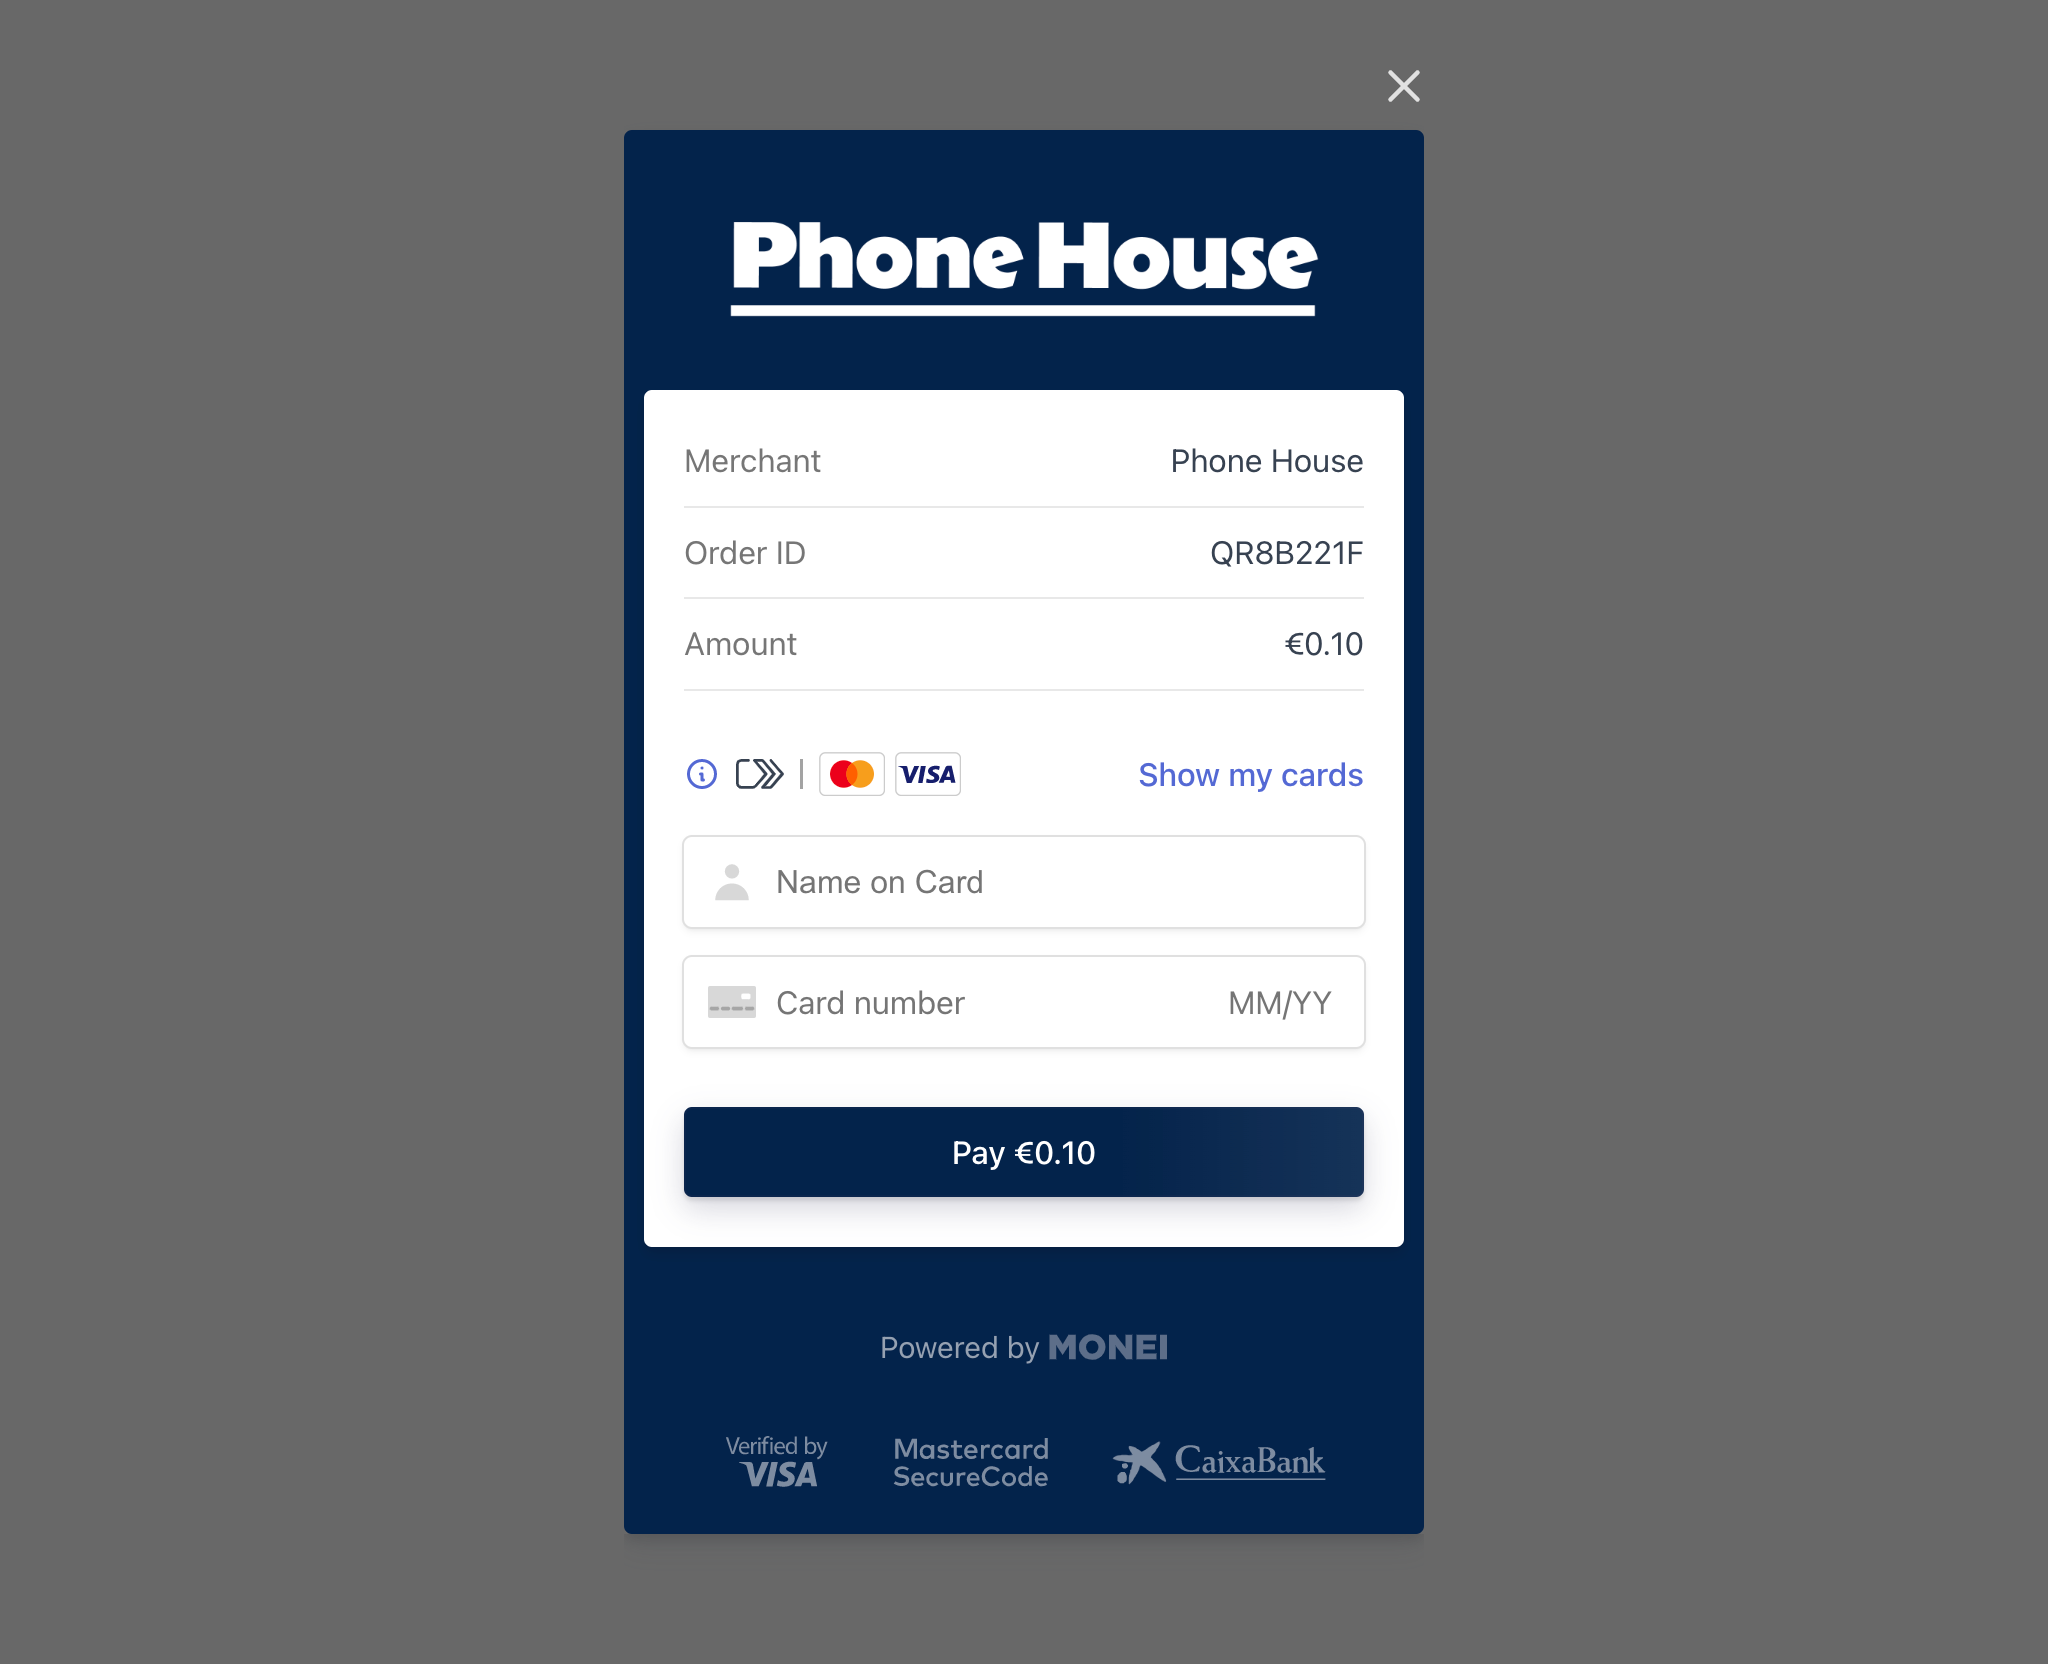 Phone House
Merchant Phone House
Order ID QR8B221F
Amount €0.10
VISA Show my cards
Name on Card
Card number MM/YY
Pay €0.10
Powered by MONEI
Verified by
VISA
Mastercard
SecureCode
CaixaBank